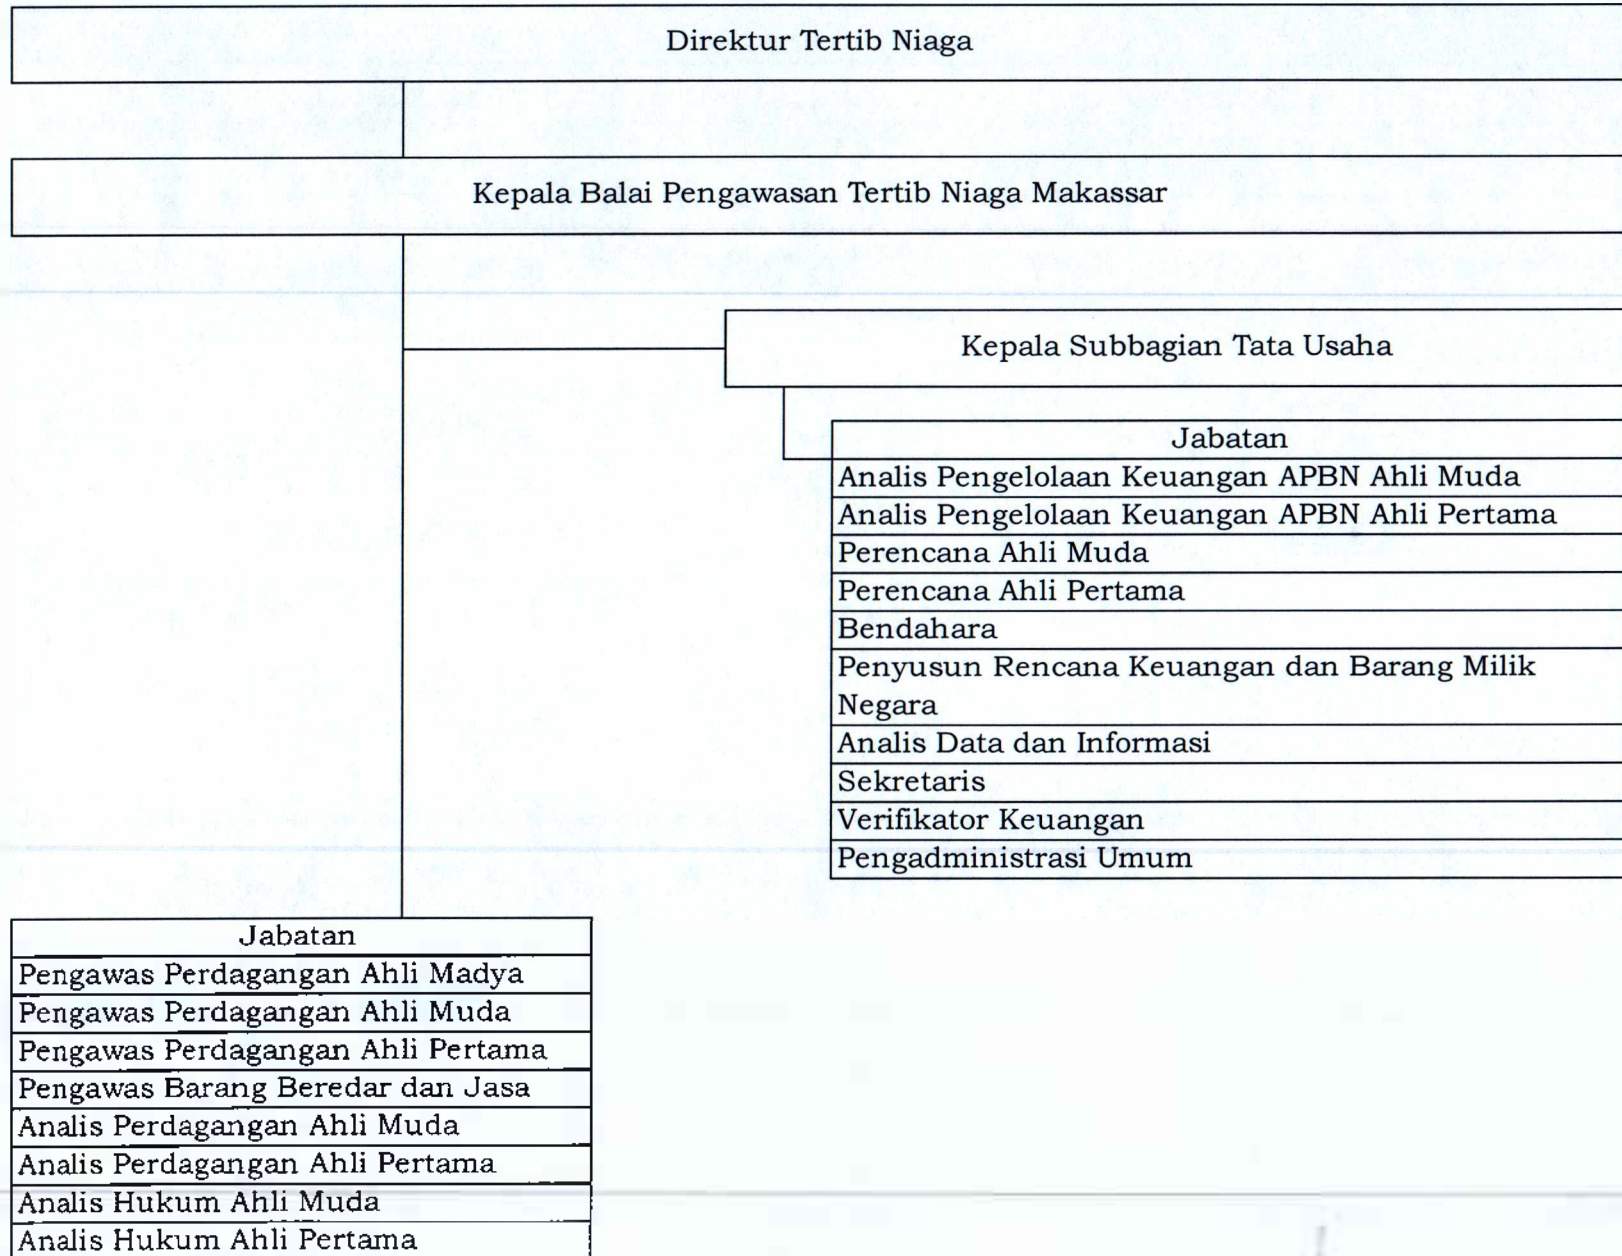 Direktur Tertib Niaga
Kepala Balai Pengawasan Tertib Niaga Makassar
Kepala Subbagian Tata Usaha
Jabatan
Analis Pengelolaan Keuangan APBN Ahli Muda
Analis Pengelolaan Keuangan APBN Ahli Pertama
Perencana Ahli Muda
Perencana Ahli Pertama
Bendahara
Penyusun Rencana Keuangan dan Barang Milik
Negara
Analis Data dan Informasi
Sekretaris
Verifikator Keuangan
Pengadministrasi Umum
Jabatan
Pengawas Perdagangan Ahli Madya
Pengawas Perdagangan Ahli Muda
Pengawas Perdagangan Ahli Pertama
Pengawas Barang Beredar dan Jasa
Analis Perdagangan Ahli Muda
Analis Perdagangan Ahli Pertama
Analis Hukum Ahli Muda
Analis Hukum Ahli Pertama